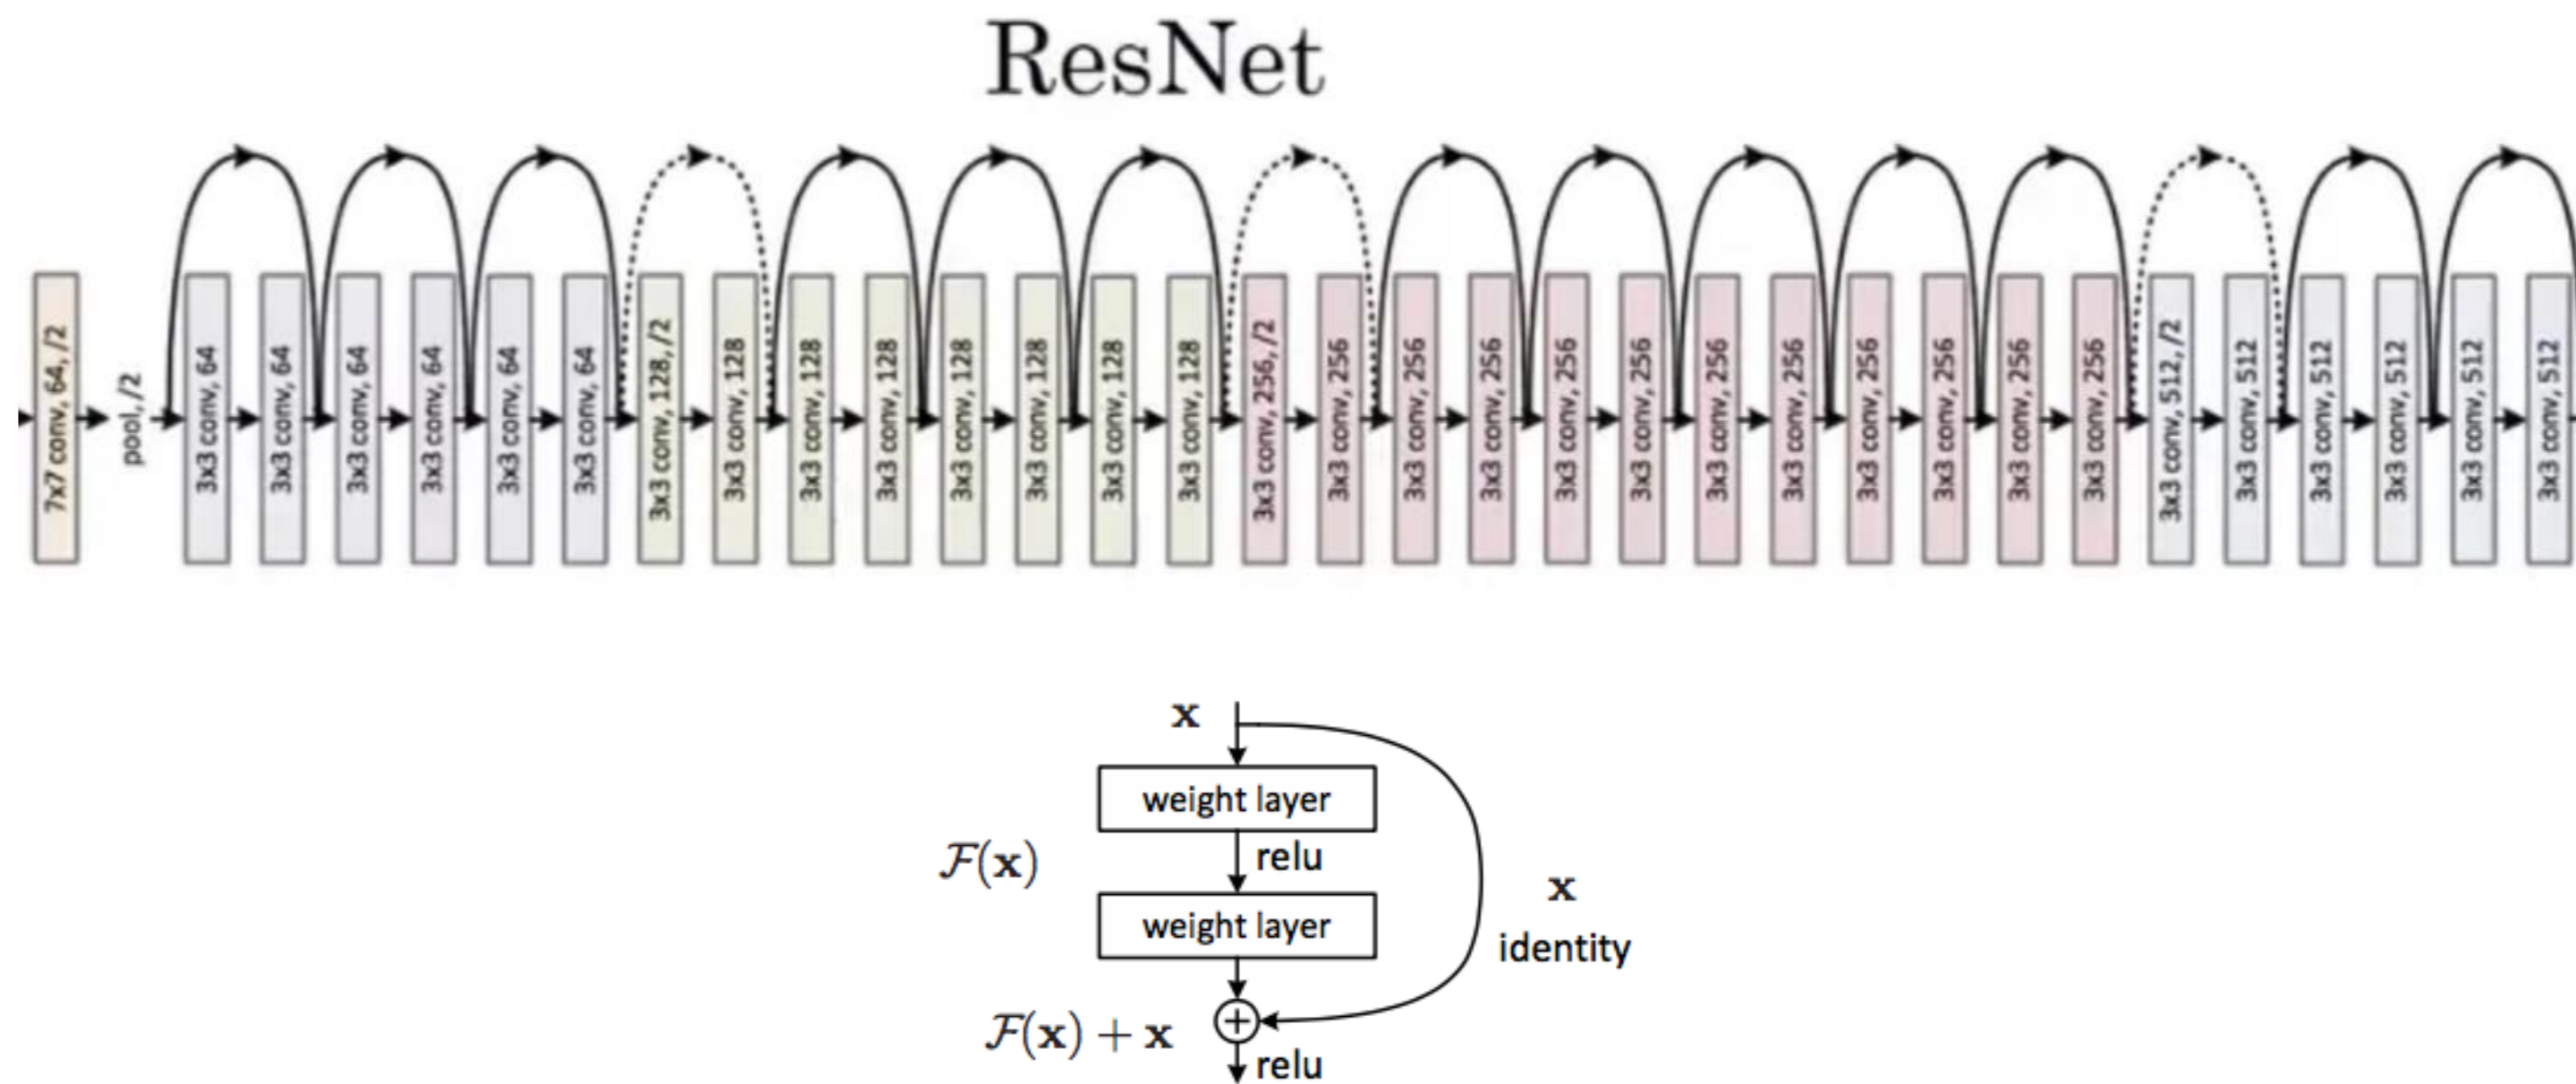 ResNet
7x7 conv, 64, /2
pool, /2
3x3 conv, 64
3x3 conv, 64
3x3 conv, 64
3x3 conv, 64
3x3 conv, 64
3x3 conv, 64
3x3 conv, 128, /2
3x3 conv, 128
3x3 conv, 128
3x3 conv, 128
3x3 conv, 128
3x3 conv, 128
3x3 conv, 128
3x3 conv, 128
3x3 conv, 256, /2
3x3 conv, 256
3x3 conv, 256
3x3 conv, 256
3x3 conv, 256
3x3 conv, 256
3x3 conv, 256
3x3 conv, 256
3x3 conv, 256
3x3 conv, 256
3x3 conv, 256
3x3 conv, 256
3x3 conv, 512, /2
3x3 conv, 512
3x3 conv, 512
3x3 conv, 512
3x3 conv, 512
3x3 conv, 512
x
weight layer
F(x)
relu
x
weight layer
identity
F(x) + x
+
relu